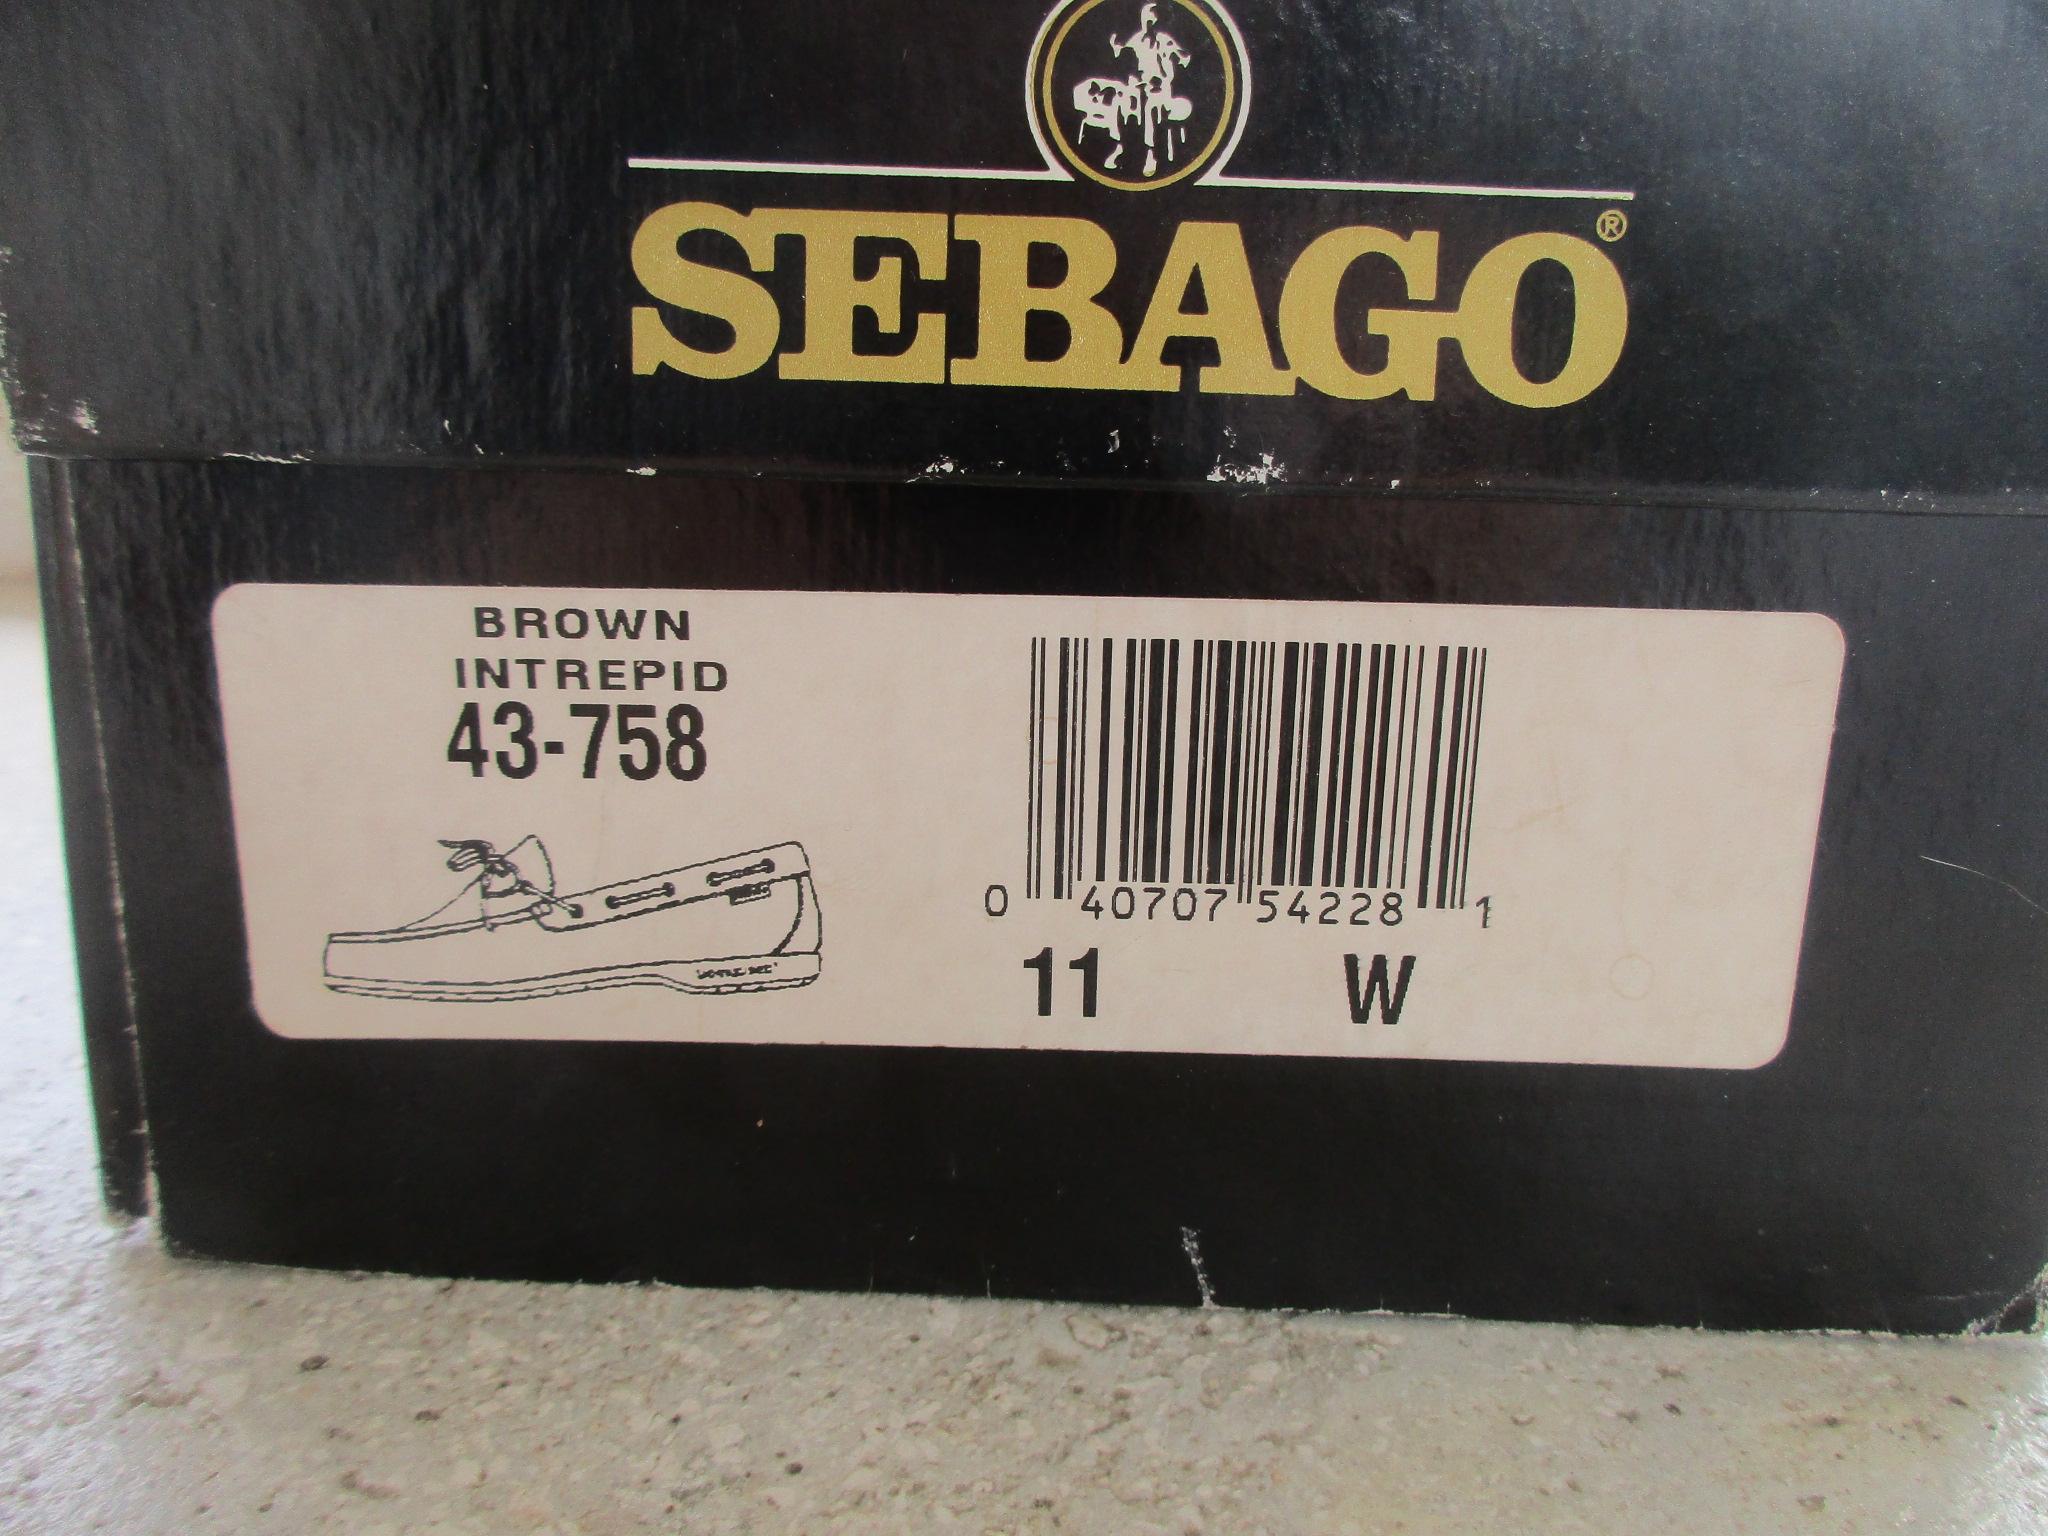 SEBAGO®
BROWN
INTREPID
43-758
0 40707 54228 1
11 W